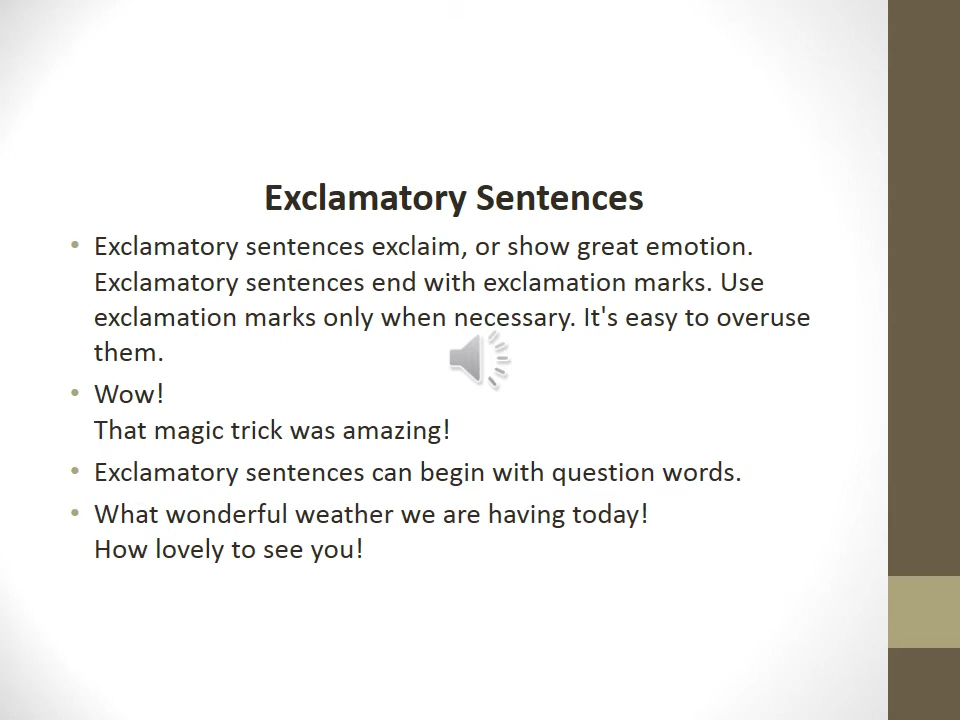 Exclamatory Sentences
• Exclamatory sentences exclaim, or show great emotion.
Exclamatory sentences end with exclamation marks. Use
exclamation marks only when necessary. It's easy to overuse
them.
• Wow!
That magic trick was amazing!
• Exclamatory sentences can begin with question words.
• What wonderful weather we are having today!
How lovely to see you!